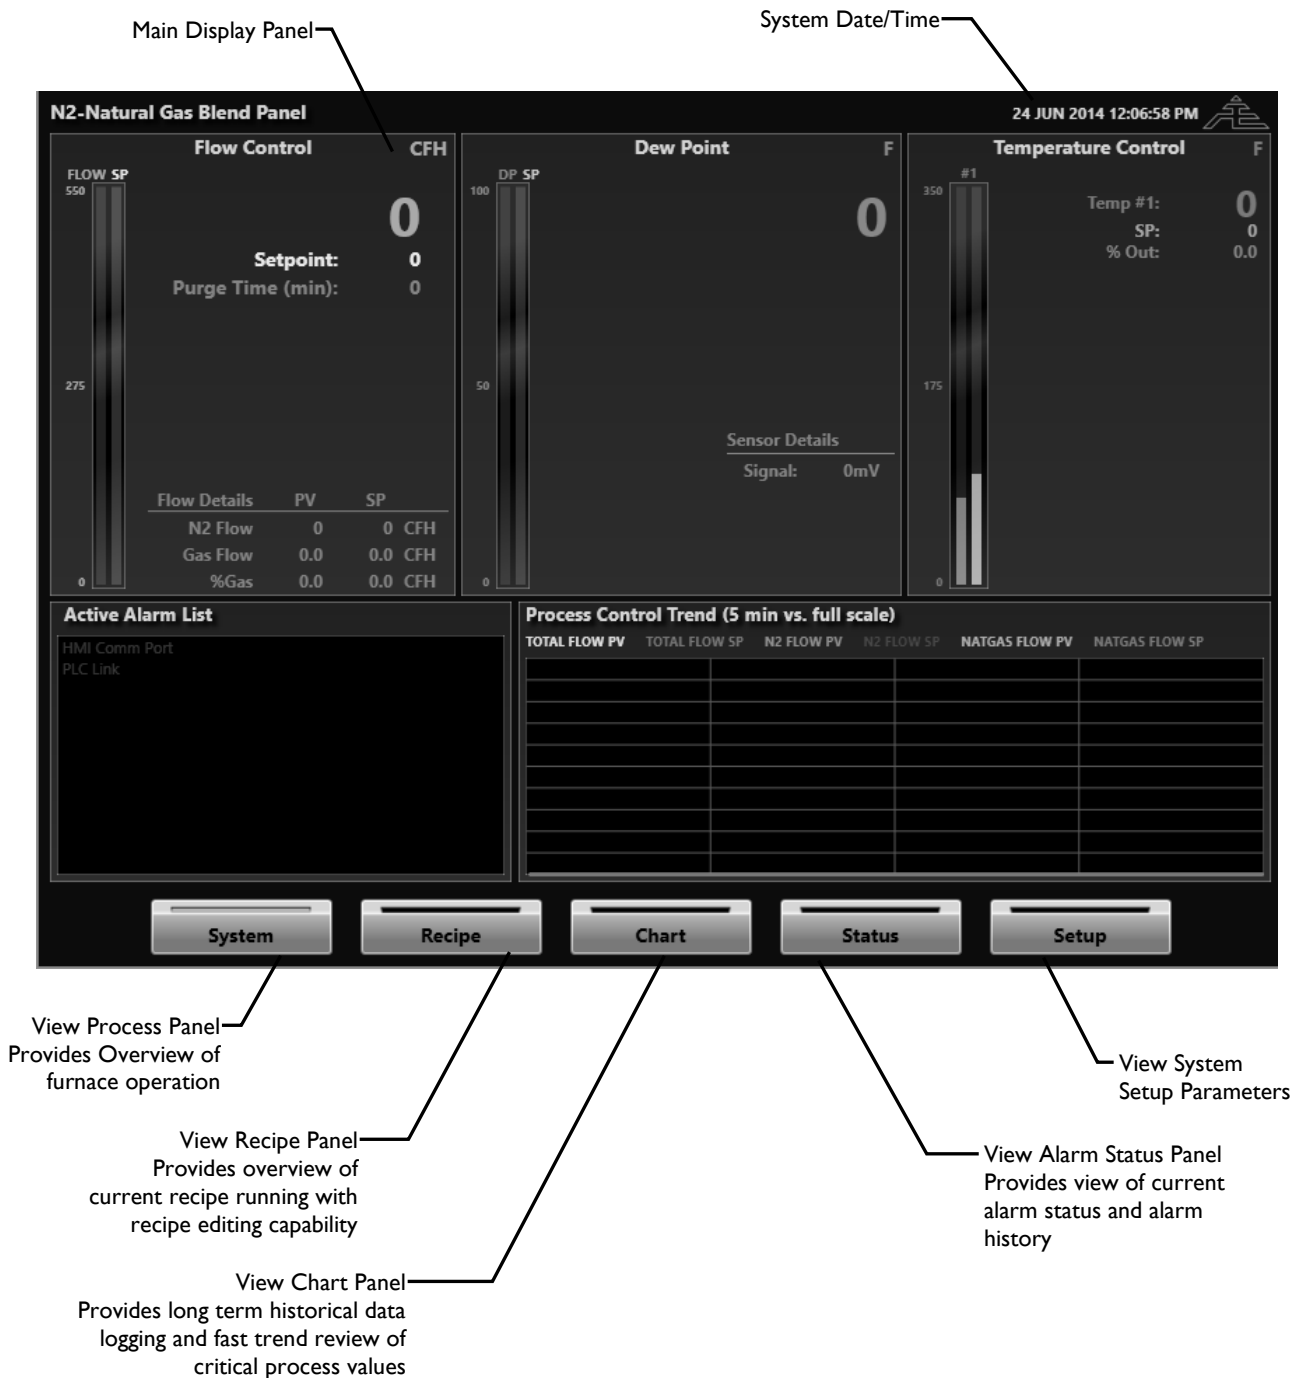 Main Display Panel
System Date/Time
N2-Natural Gas Blend Panel
24 JUN 2014 12:06:58 PM
Flow Control CFH
FLOW SP
550
0
Setpoint: 0
Purge Time (min): 0
275
Flow Details PV SP
N2 Flow 0 0 CFH
Gas Flow 0.0 0.0 CFH
%Gas 0.0 0.0 CFH
0
Dew Point F
DP SP
100
0
50
Sensor Details
Signal: 0mV
0
Temperature Control F
#1
350
Temp #1: 0
SP: 0
% Out: 0.0
175
0
Active Alarm List
HMI Comm Port
PLC Link
Process Control Trend (5 min vs. full scale)
TOTAL FLOW PV TOTAL FLOW SP N2 FLOW PV N2 FLOW SP NATGAS FLOW PV NATGAS FLOW SP
System Recipe Chart Status Setup
View Process Panel
Provides Overview of
furnace operation
View System
Setup Parameters
View Recipe Panel
Provides overview of
current recipe running with
recipe editing capability
View Alarm Status Panel
Provides view of current
alarm status and alarm
history
View Chart Panel
Provides long term historical data
logging and fast trend review of
critical process values